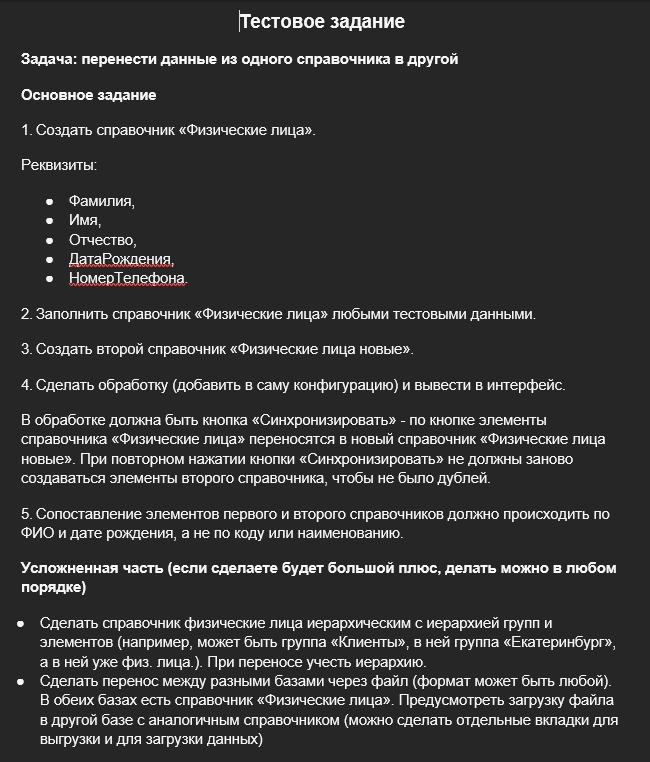 Тестовое задание
Задача: перенести данные из одного справочника в другой
Основное задание
1. Создать справочник «Физические лица».
Реквизиты:
● Фамилия,
● Имя,
● Отчество,
● ДатаРождения,
● НомерТелефона.
2. Заполнить справочник «Физические лица» любыми тестовыми данными.
3. Создать второй справочник «Физические лица новые».
4. Сделать обработку (добавить в саму конфигурацию) и вывести в интерфейс.
В обработке должна быть кнопка «Синхронизировать» - по кнопке элементы
справочника «Физические лица» переносятся в новый справочник «Физические лица
новые». При повторном нажатии кнопки «Синхронизировать» не должны заново
создаваться элементы второго справочника, чтобы не было дублей.
5. Сопоставление элементов первого и второго справочников должно происходить по
ФИО и дате рождения, а не по коду или наименованию.
Усложненная часть (если сделаете будет большой плюс, делать можно в любом
порядке)
● Сделать справочник физические лица иерархическим с иерархией групп и
элементов (например, может быть группа «Клиенты», в ней группа «Екатеринбург»,
а в ней уже физ. лица.). При переносе учесть иерархию.
● Сделать перенос между разными базами через файл (формат может быть любой).
В обеих базах есть справочник «Физические лица». Предусмотреть загрузку файла
в другой базе с аналогичным справочником (можно сделать отдельные вкладки для
выгрузки и для загрузки данных)